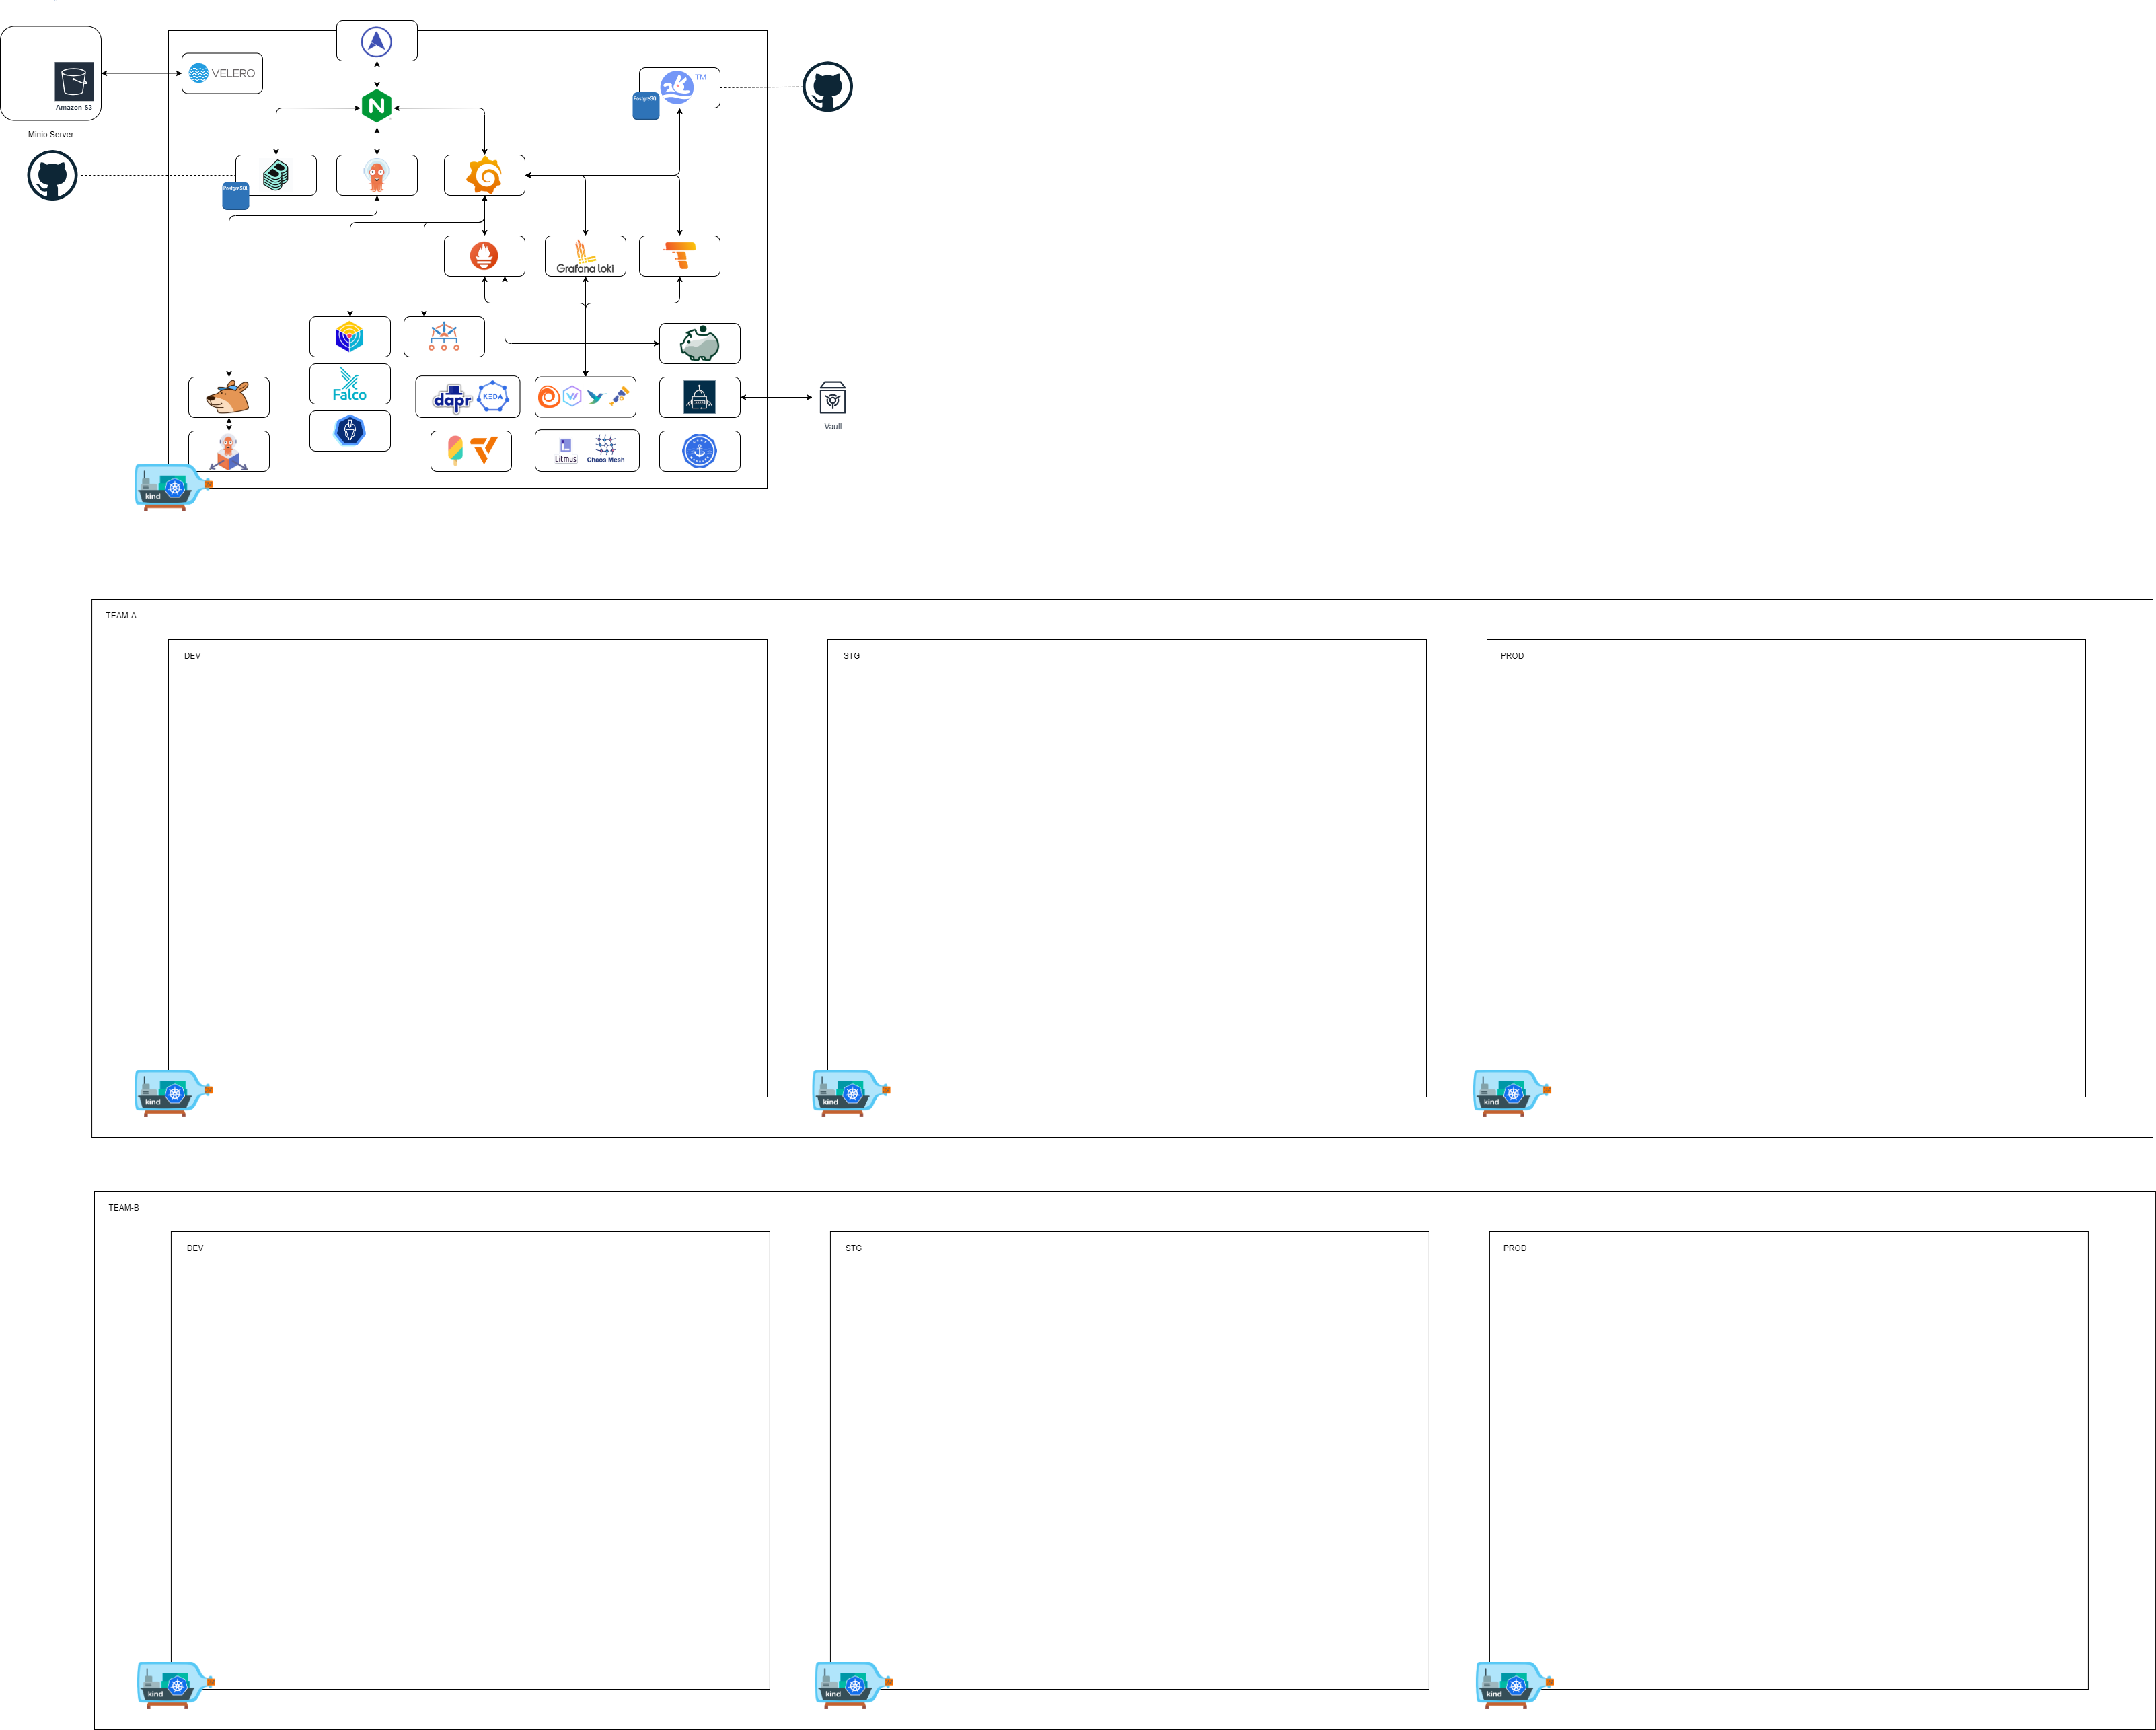 Amazon S3
Minio Server
VELERO
TM
PostgreSQL
PostgreSQL
Grafana loki
Falco
dapr
KEDA
Litmus
Chaos Mesh
Vault
kind
TEAM-A
DEV
STG
PROD
kind
kind
kind
TEAM-B
DEV
STG
PROD
kind
kind
kind